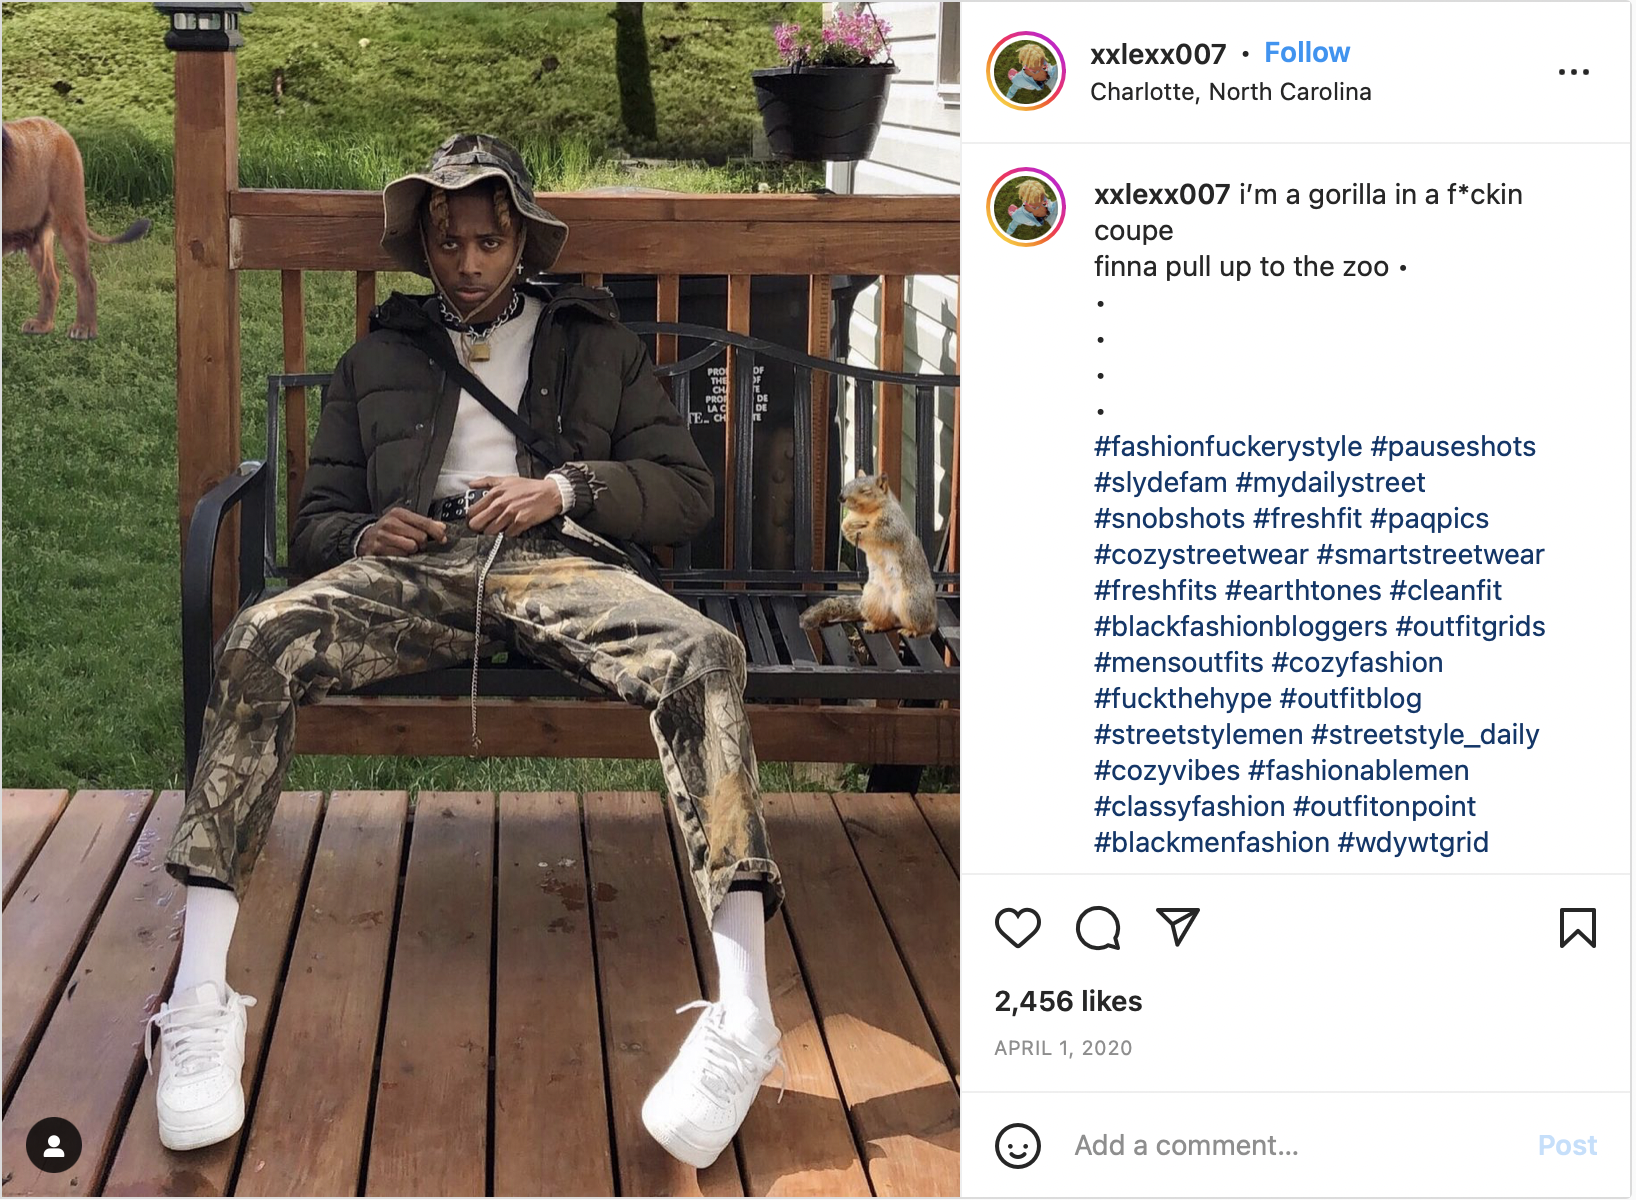 xxlexx007 • Follow
Charlotte, North Carolina
xxlexx007 i’m a gorilla in a f*ckin
coupe
finna pull up to the zoo •
•
•
•
•
#fashionfuckerystyle #pauseshots
#slydefam #mydailystreet
#snobshots #freshfit #paqpics
#cozystreetwear #smartstreetwear
#freshfits #earthtones #cleanfit
#blackfashionbloggers #outfitgrids
#mensoutfits #cozyfashion
#fuckthehype #outfitblog
#streetstylemen #streetstyle_daily
#cozyvibes #fashionablemen
#classyfashion #outfitonpoint
#blackmenfashion #wdywtgrid
2,456 likes
APRIL 1, 2020
Add a comment...
Post